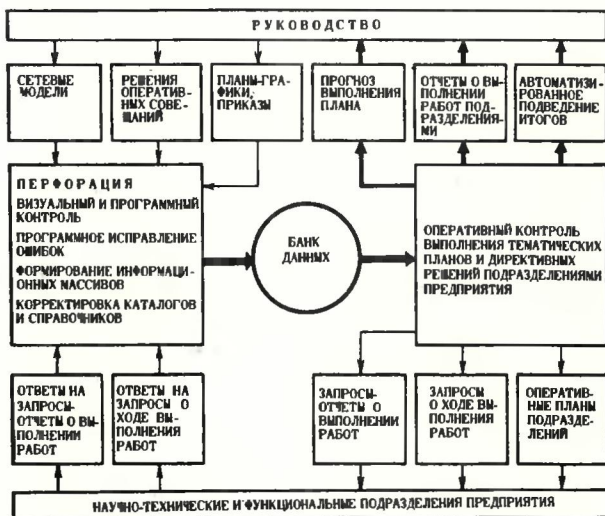 РУКОВОДСТВО
СЕТЕВЫЕ
МОДЕЛИ
РЕШЕНИЯ
ОПЕРАТИВ-
НЫХ СОВЕ-
ЩАНИЙ
ПЛАНЫ-ГРА-
ФИКИ,
ПРИКАЗЫ
ПРОГНОЗ
ВЫПОЛНЕНИЯ
ПЛАНА
ОТЧЕТЫ О ВЫ-
ПОЛНЕНИИ
РАБОТ ПОД-
РАЗДЕЛЕНИЯ-
МИ
АВТОМАТИЗИ-
РОВАННОЕ
ПОДВЕДЕНИЕ
ИТОГОВ
ПЕРФОРАЦИЯ
ВИЗУАЛЬНЫЙ И ПРОГРАММНЫЙ
КОНТРОЛЬ
ПРОГРАММНОЕ ИСПРАВЛЕНИЕ
ОШИБОК
ФОРМИРОВАНИЕ ИНФОРМАЦИ-
ОННЫХ МАССИВОВ
КОРРЕКТИРОВКА КАТАЛОГОВ
И СПРАВОЧНИКОВ
БАНК
ДАННЫХ
ОПЕРАТИВНЫЙ КОНТРОЛЬ
ВЫПОЛНЕНИЯ ТЕМАТИЧЕСКИХ
ПЛАНОВ И ДИРЕКТИВНЫХ
РЕШЕНИЙ ПОДРАЗДЕЛЕНИЯМИ
ПРЕДПРИЯТИЯ
ОТВЕТЫ НА
ЗАПРОСЫ-
ОТЧЕТЫ О ВЫ-
ПОЛНЕНИИ
РАБОТ
ОТВЕТЫ НА
ЗАПРОСЫ О
ХОДЕ ВЫПОЛ-
НЕНИЯ РАБОТ
ЗАПРОСЫ-
ОТЧЕТЫ О
ВЫПОЛНЕНИИ
РАБОТ
ЗАПРОСЫ
О ХОДЕ ВЫ-
ПОЛНЕНИЯ
РАБОТ
ОПЕРАТИВ-
НЫЕ ПЛАНЫ
ПОДРАЗДЕ-
ЛЕНИЙ
НАУЧНО-ТЕХНИЧЕСКИЕ И ФУНКЦИОНАЛЬНЫЕ ПОДРАЗДЕЛЕНИЯ ПРЕДПРИЯТИЯ